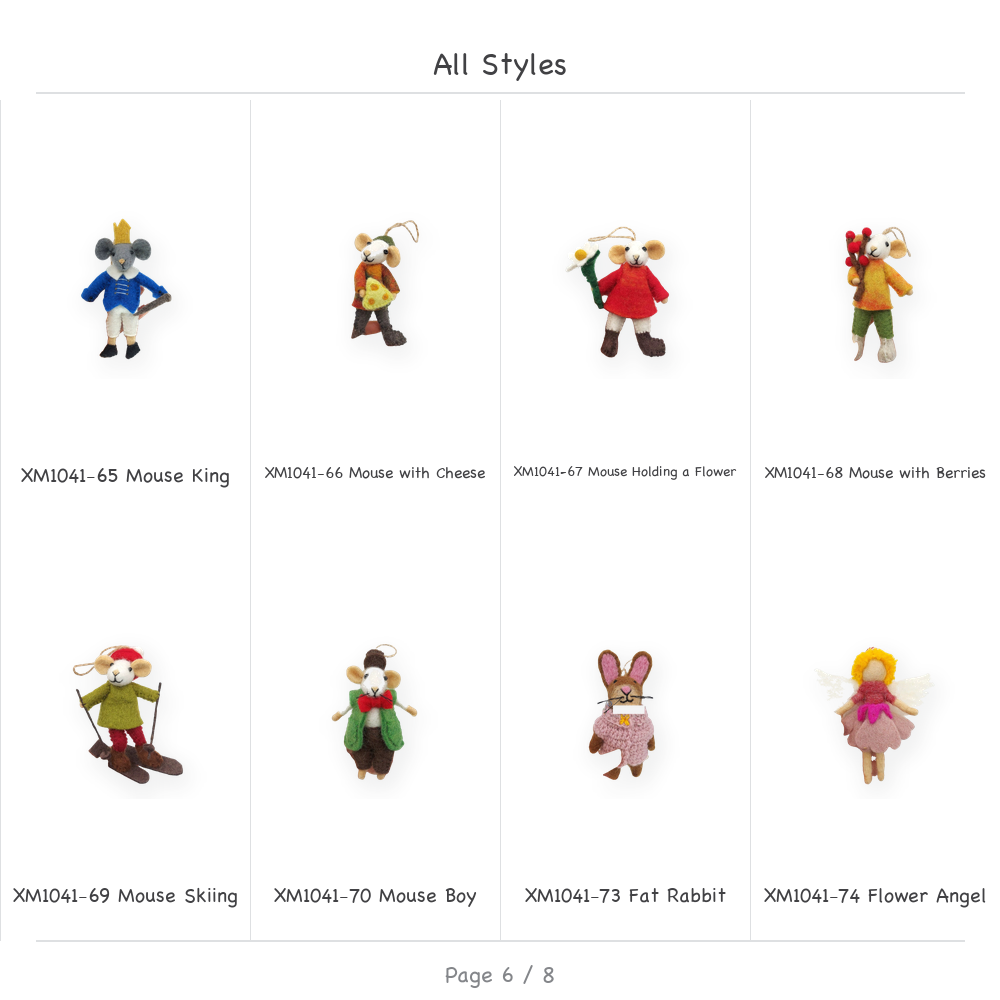 All Styles
XM1041-65 Mouse King
XM1041-66 Mouse with Cheese
XM1041-67 Mouse Holding a Flower
XM1041-68 Mouse with Berries
XM1041-69 Mouse Skiing
XM1041-70 Mouse Boy
XM1041-73 Fat Rabbit
XM1041-74 Flower Angel
Page 6 / 8